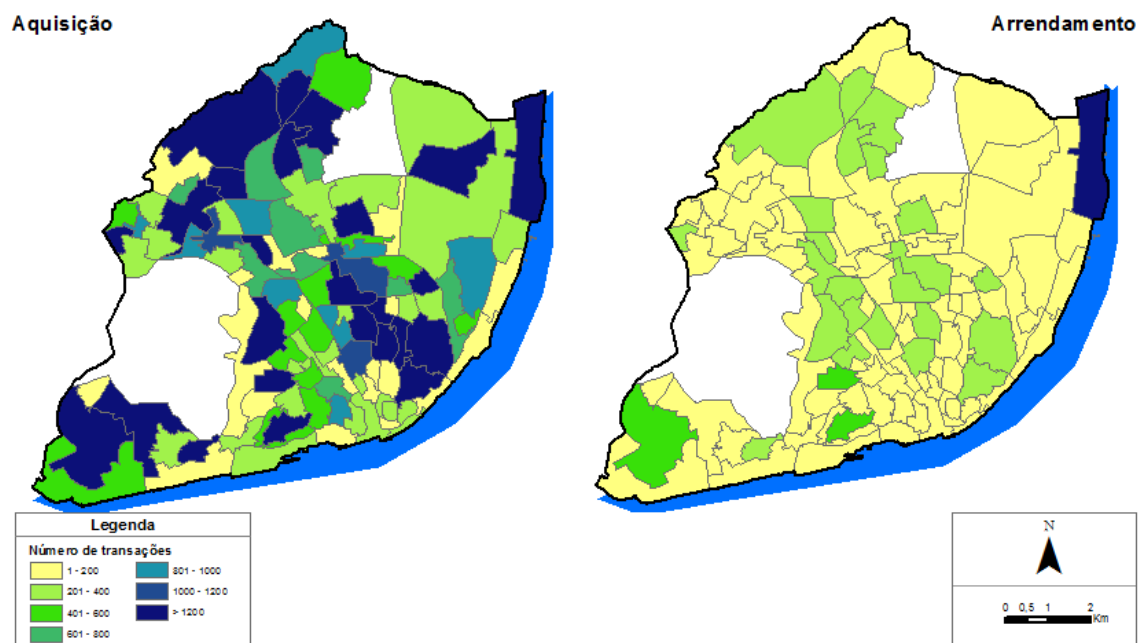 Aquisição
Arrendamento
Legenda
Número de transações
1 - 200
201 - 400
401 - 600
601 - 800
801 - 1000
1000 - 1200
> 1200
N
0 0,5 1 2
Km